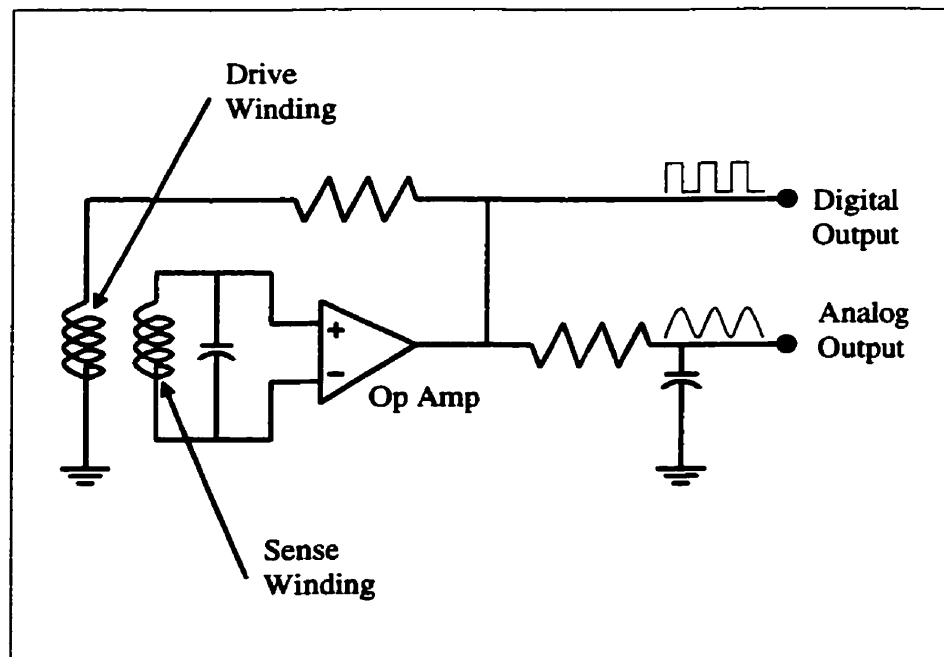 Drive
Winding
Digital
Output
Analog
Output
+
−
Op Amp
Sense
Winding